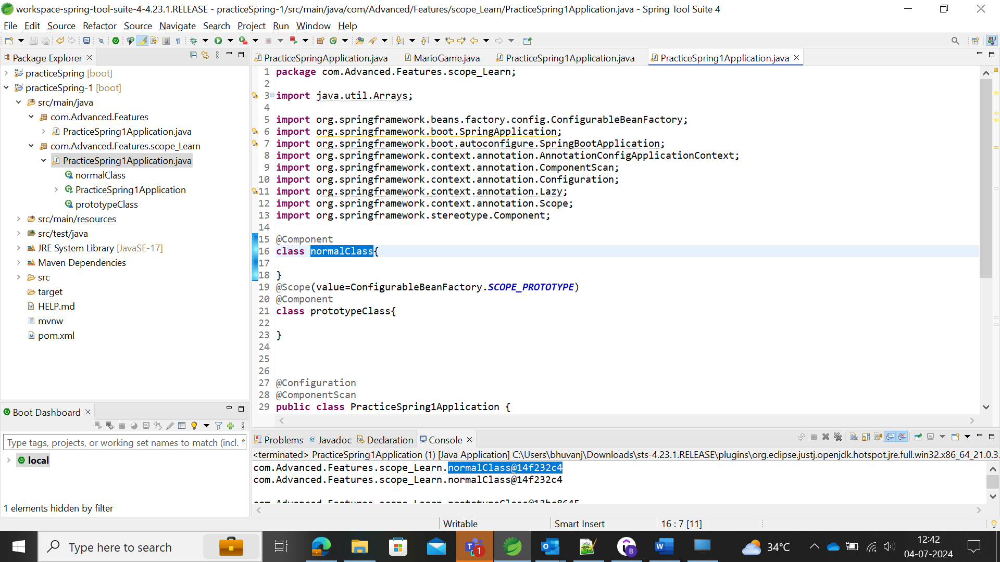 workspace-spring-tool-suite-4-4.23.1.RELEASE - practiceSpring-1/src/main/java/com/Advanced/Features/scope_Learn/PracticeSpring1Application.java - Spring Tool Suite 4
File Edit Source Refactor Source Navigate Search Project Run Window Help
Package Explorer
practiceSpring [boot]
practiceSpring-1 [boot]
src/main/java
com.Advanced.Features
PracticeSpring1Application.java
com.Advanced.Features.scope_Learn
PracticeSpring1Application.java
normalClass
PracticeSpring1Application
prototypeClass
src/main/resources
src/test/java
JRE System Library [JavaSE-17]
Maven Dependencies
src
target
HELP.md
mvnw
pom.xml
Boot Dashboard
Type tags, projects, or working set names to match (incl. *
local
1 elements hidden by filter
PracticeSpringApplication.java MarioGame.java PracticeSpring1Application.java PracticeSpring1Application.java
1 package com.Advanced.Features.scope_Learn;
2
3 import java.util.Arrays;
4
5 import org.springframework.beans.factory.config.ConfigurableBeanFactory;
6 import org.springframework.boot.SpringApplication;
7 import org.springframework.boot.autoconfigure.SpringBootApplication;
8 import org.springframework.context.annotation.AnnotationConfigApplicationContext;
9 import org.springframework.context.annotation.ComponentScan;
10 import org.springframework.context.annotation.Configuration;
11 import org.springframework.context.annotation.Lazy;
12 import org.springframework.context.annotation.Scope;
13 import org.springframework.stereotype.Component;
14
15 @Component
16 class normalClass{
17
18 }
19 @Scope(value=ConfigurableBeanFactory.SCOPE_PROTOTYPE)
20 @Component
21 class prototypeClass{
22
23 }
24
25
26
27 @Configuration
28 @ComponentScan
29 public class PracticeSpring1Application {
Problems Javadoc Declaration Console
<terminated> PracticeSpring1Application (1) [Java Application] C:\Users\bhuvanj\Downloads\sts-4.23.1.RELEASE\plugins\org.eclipse.justj.openjdk.hotspot.jre.full.win32.x86_64_21.0.3.
com.Advanced.Features.scope_Learn.normalClass@14f232c4
com.Advanced.Features.scope_Learn.normalClass@14f232c4
com.Advanced.Features.scope_Learn.prototypeClass@13bc8645
Writable Smart Insert 16 : 7 [11]
Type here to search
1
34°C
12:42
04-07-2024